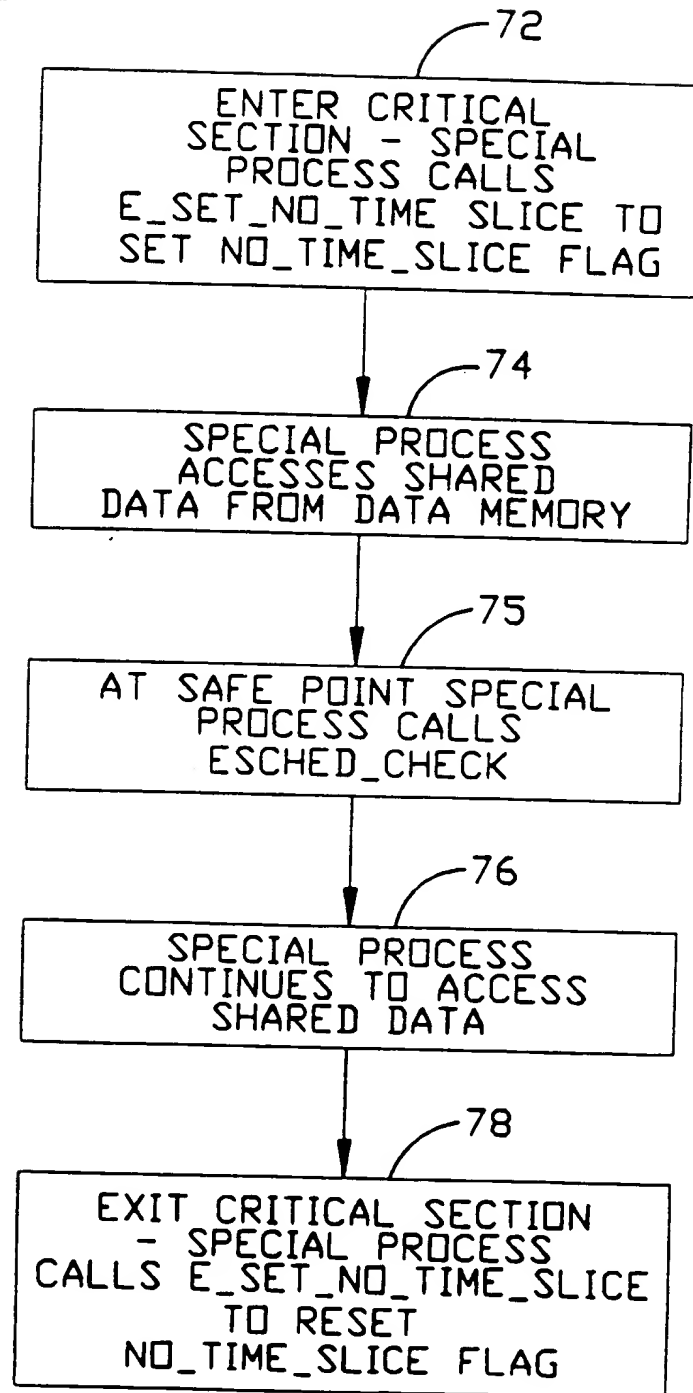 72
ENTER CRITICAL
SECTION - SPECIAL
PROCESS CALLS
E_SET_NO_TIME SLICE TO
SET NO_TIME_SLICE FLAG
74
SPECIAL PROCESS
ACCESSES SHARED
DATA FROM DATA MEMORY
75
AT SAFE POINT SPECIAL
PROCESS CALLS
ESCHED_CHECK
76
SPECIAL PROCESS
CONTINUES TO ACCESS
SHARED DATA
78
EXIT CRITICAL SECTION
- SPECIAL PROCESS
CALLS E_SET_NO_TIME_SLICE
TO RESET
NO_TIME_SLICE FLAG